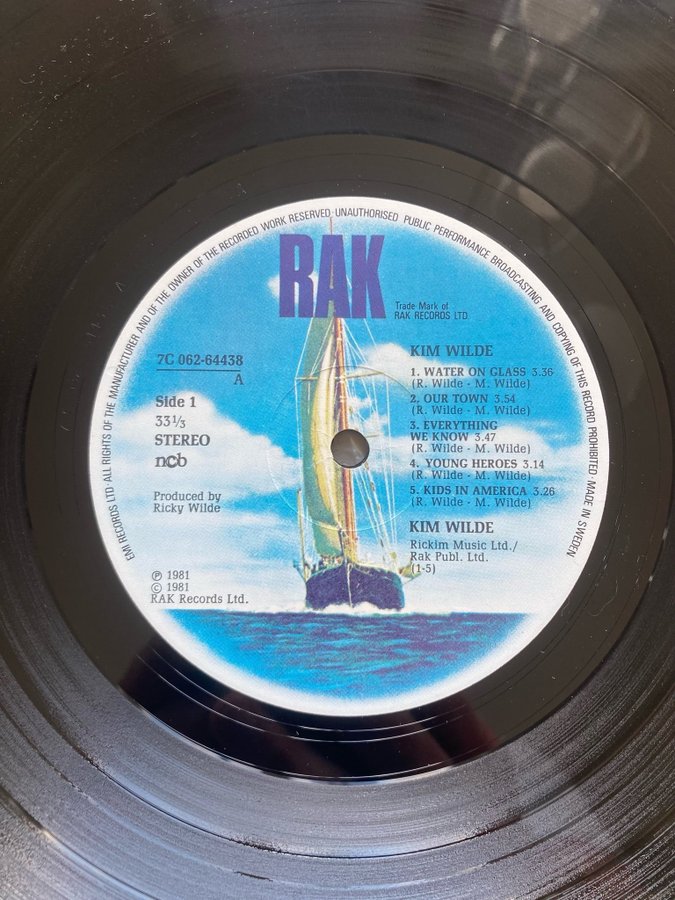 EMI RECORDS LTD·ALL RIGHTS OF THE MANUFACTURER AND OF THE OWNER OF THE RECORDED WORK RESERVED·UNAUTHORISED PUBLIC PERFORMANCE BROADCASTING AND COPYING OF THIS RECORD PROHIBITED·MADE IN SWEDEN
RAK
Trade Mark of
RAK RECORDS LTD.
7C 062-64438
A
Side 1
33⅓
STEREO
ncb
Produced by
Ricky Wilde
℗ 1981
© 1981
RAK Records Ltd.
KIM WILDE
1. WATER ON GLASS 3.36
(R. Wilde - M. Wilde)
2. OUR TOWN 3.54
(R. Wilde - M. Wilde)
3. EVERYTHING
WE KNOW 3.47
(R. Wilde - M. Wilde)
4. YOUNG HEROES 3.14
(R. Wilde - M. Wilde)
5. KIDS IN AMERICA 3.26
(R. Wilde - M. Wilde)
KIM WILDE
Rickim Music Ltd./
Rak Publ. Ltd.
(1-5)